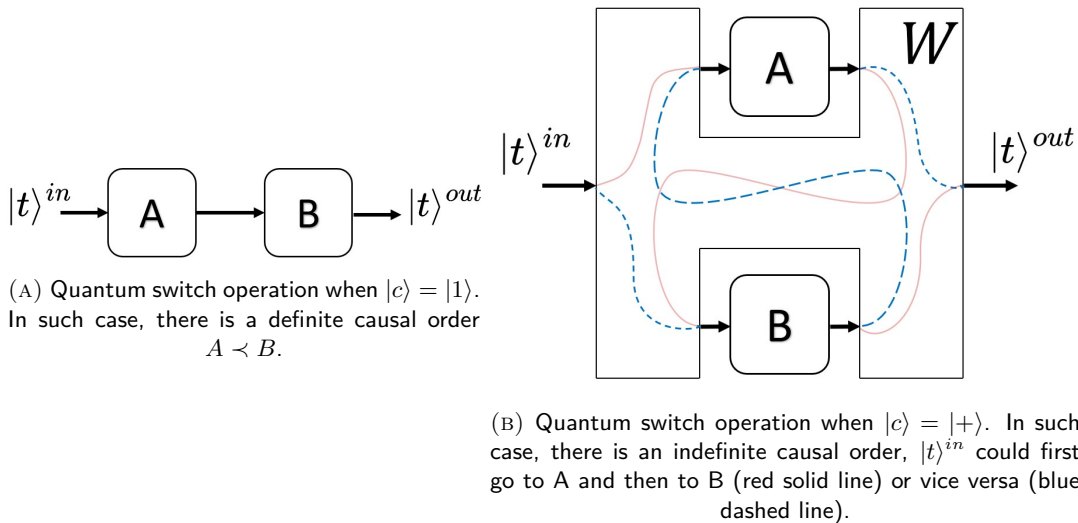 |t⟩^{in} A B |t⟩^{out}
(A) Quantum switch operation when |c⟩ = |1⟩.
In such case, there is a definite causal order
A ≺ B.
W
A
|t⟩^{in} |t⟩^{out}
B
(B) Quantum switch operation when |c⟩ = |+⟩. In such
case, there is an indefinite causal order, |t⟩^{in} could first
go to A and then to B (red solid line) or vice versa (blue
dashed line).